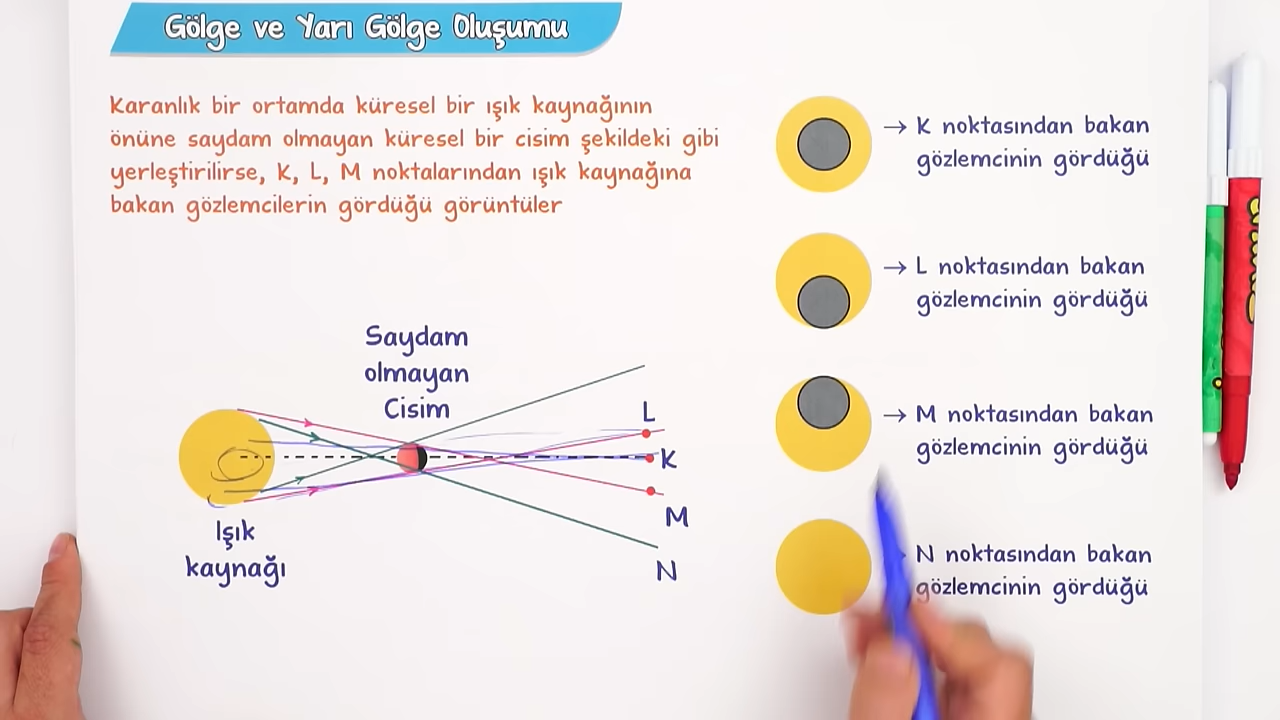 Gölge ve Yarı Gölge Oluşumu
Karanlık bir ortamda küresel bir ışık kaynağının
önüne saydam olmayan küresel bir cisim şekildeki gibi
yerleştirilirse, K, L, M noktalarından ışık kaynağına
bakan gözlemcilerin gördüğü görüntüler
Saydam
olmayan
Cisim
L
K
M
N
Işık
kaynağı
→ K noktasından bakan
gözlemcinin gördüğü
→ L noktasından bakan
gözlemcinin gördüğü
→ M noktasından bakan
gözlemcinin gördüğü
N noktasından bakan
gözlemcinin gördüğü